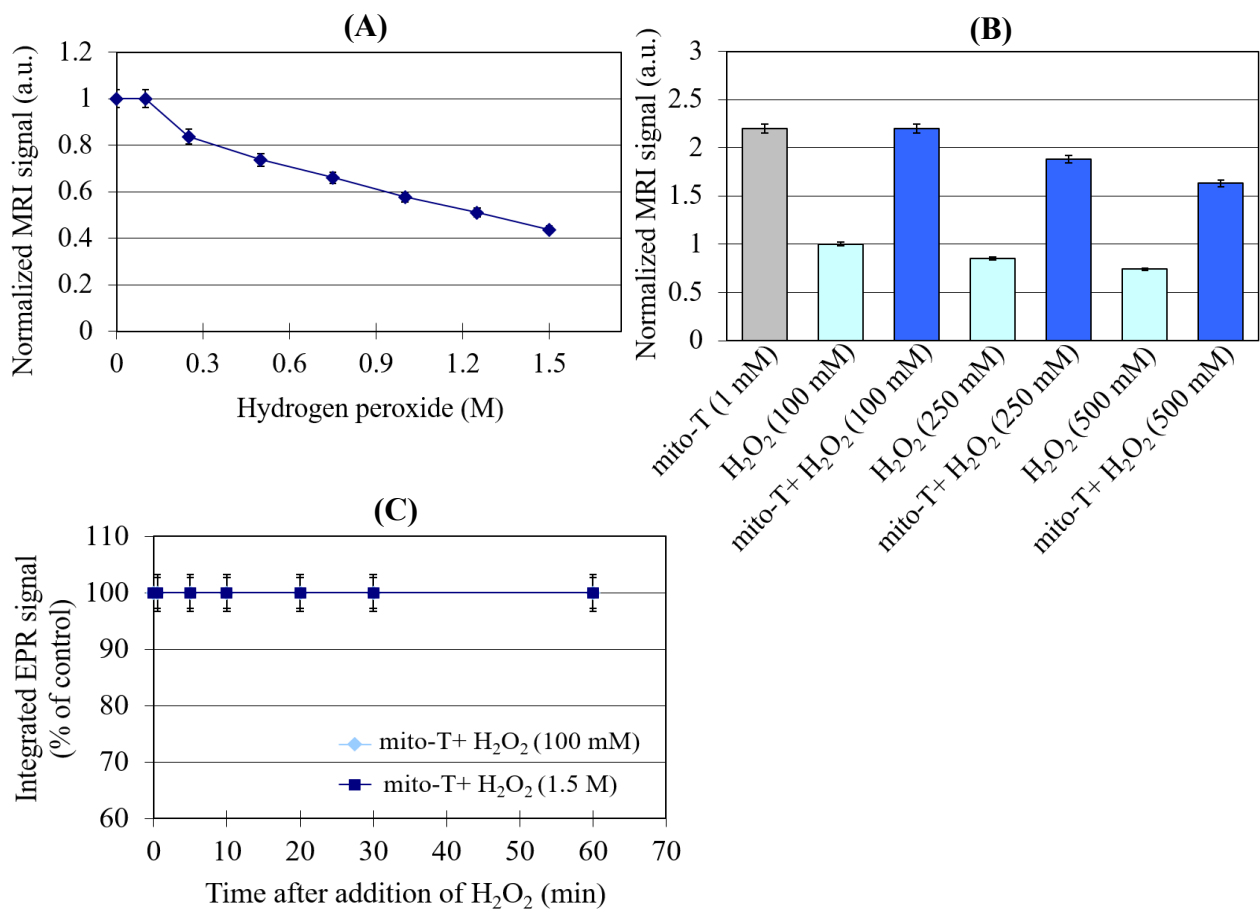 (A)
Normalized MRI signal (a.u.)
1.2
1
0.8
0.6
0.4
0.2
0
0
0.3
0.6
0.9
1.2
1.5
Hydrogen peroxide (M)
(B)
Normalized MRI signal (a.u.)
3
2.5
2
1.5
1
0.5
0
mito-T (1 mM)
H₂O₂ (100 mM)
mito-T+ H₂O₂ (100 mM)
H₂O₂ (250 mM)
mito-T+ H₂O₂ (250 mM)
H₂O₂ (500 mM)
mito-T+ H₂O₂ (500 mM)
(C)
Integrated EPR signal
(% of control)
110
100
90
80
70
60
mito-T+ H₂O₂ (100 mM)
mito-T+ H₂O₂ (1.5 M)
0
10
20
30
40
50
60
70
Time after addition of H₂O₂ (min)